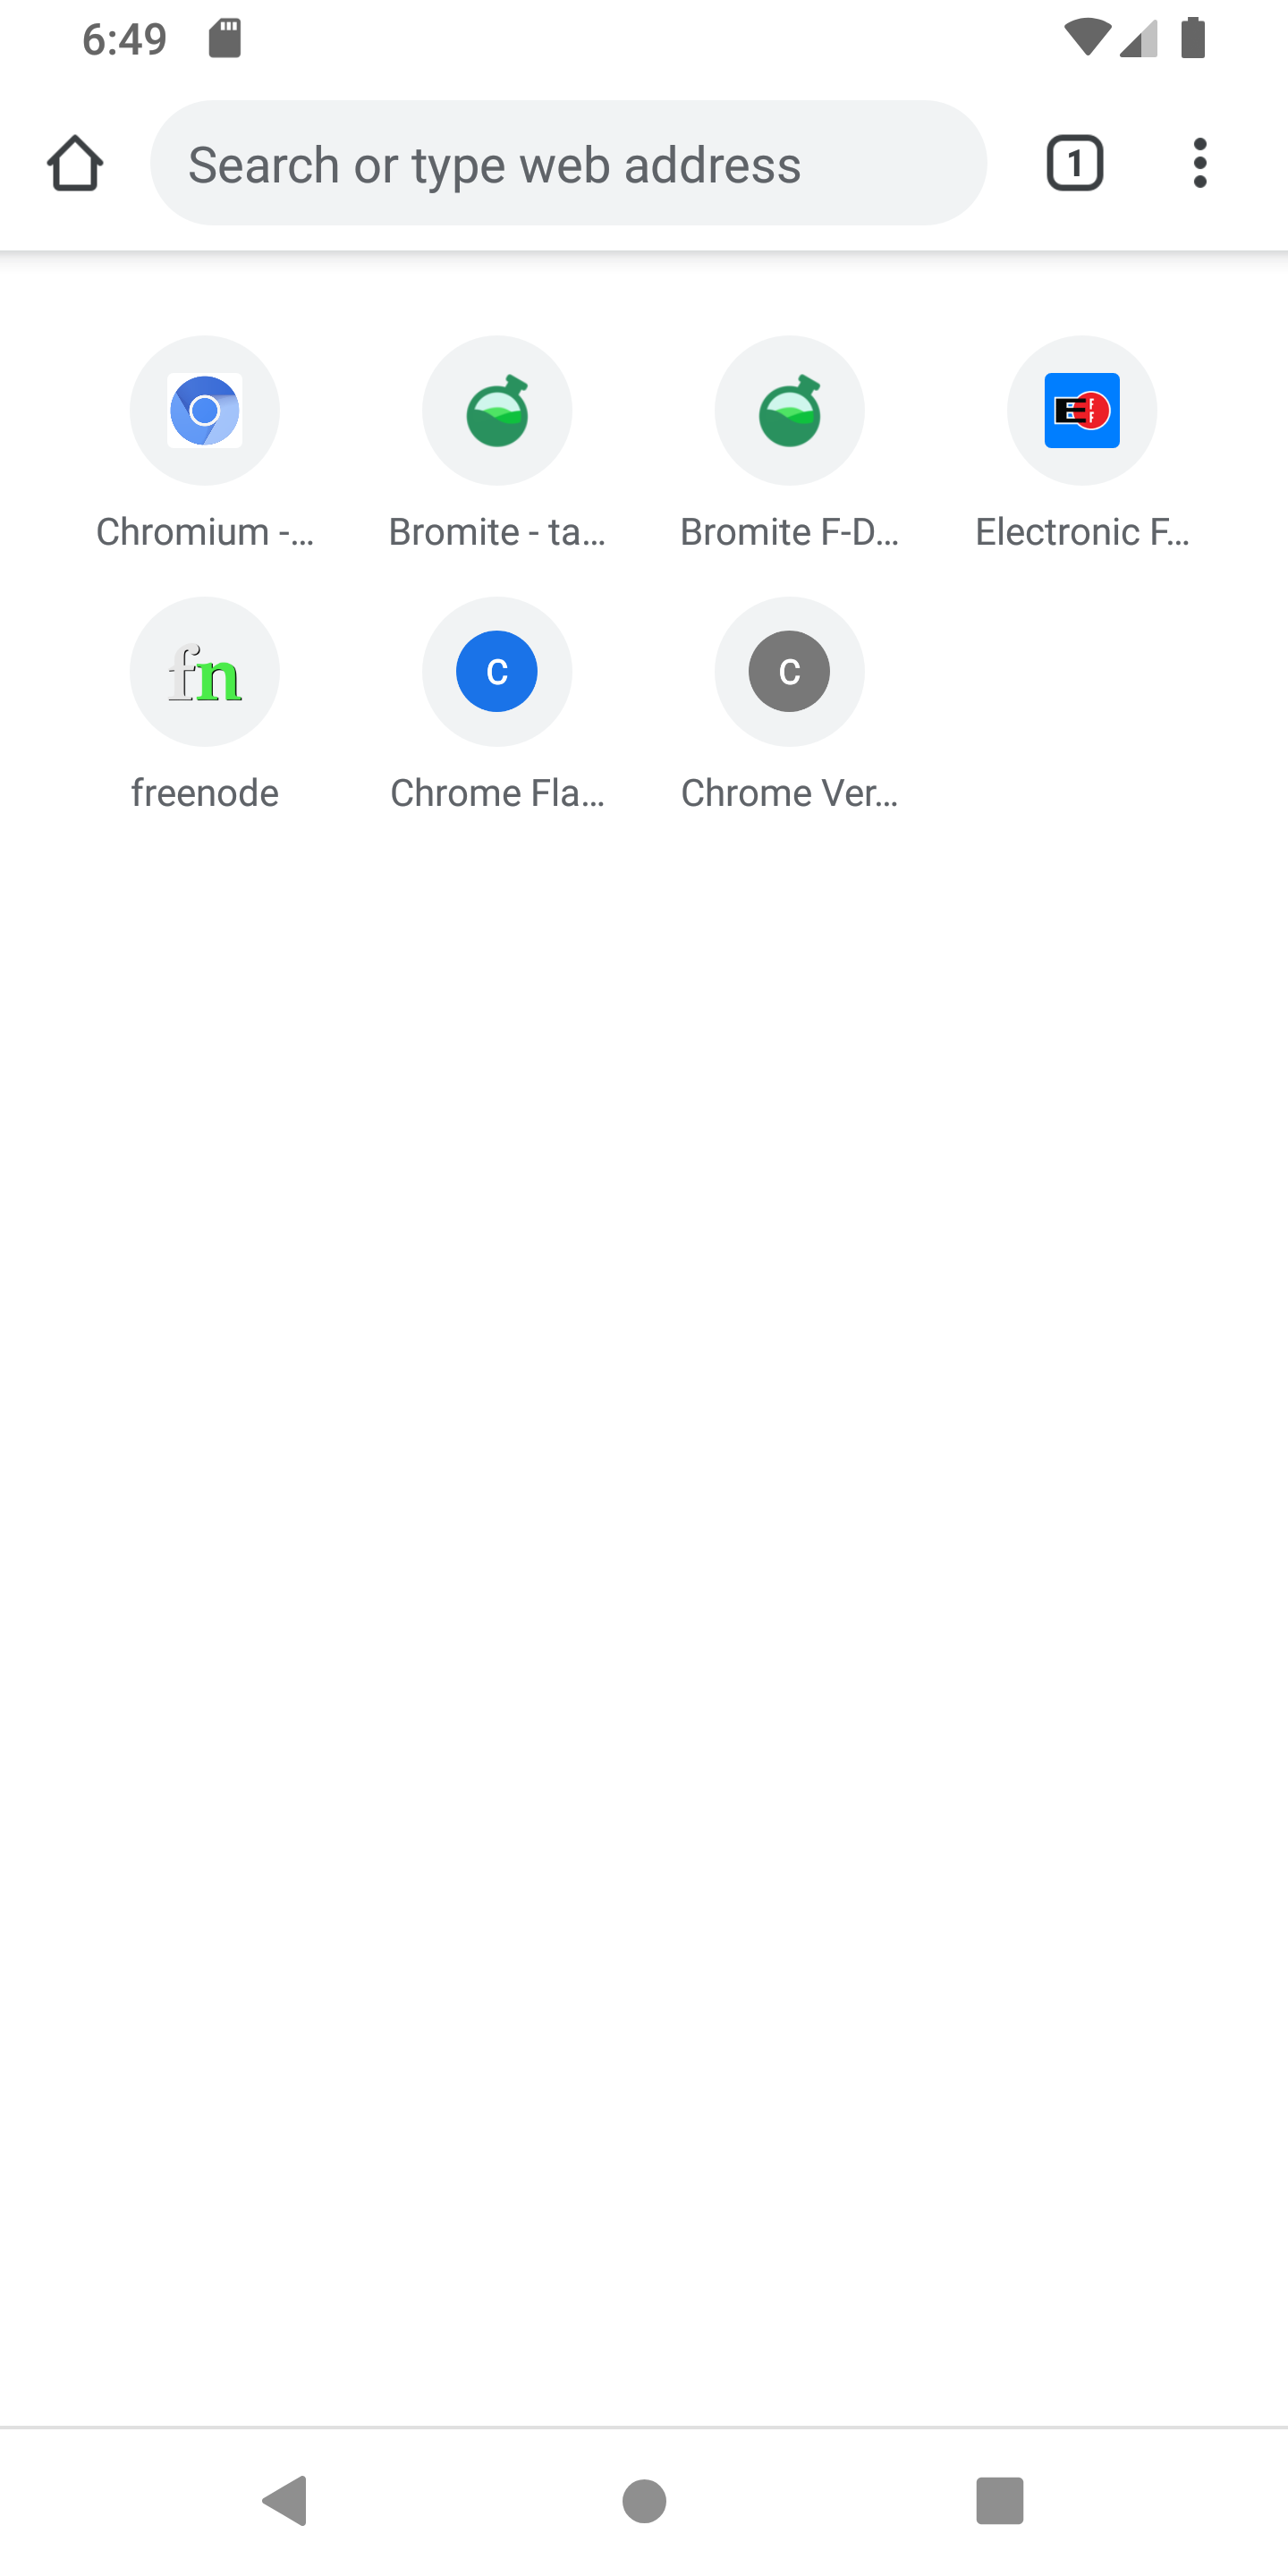 6:49
Search or type web address
1
Chromium -...
Bromite - ta...
Bromite F-D...
Electronic F...
E F F
fn
C
C
freenode
Chrome Fla...
Chrome Ver...